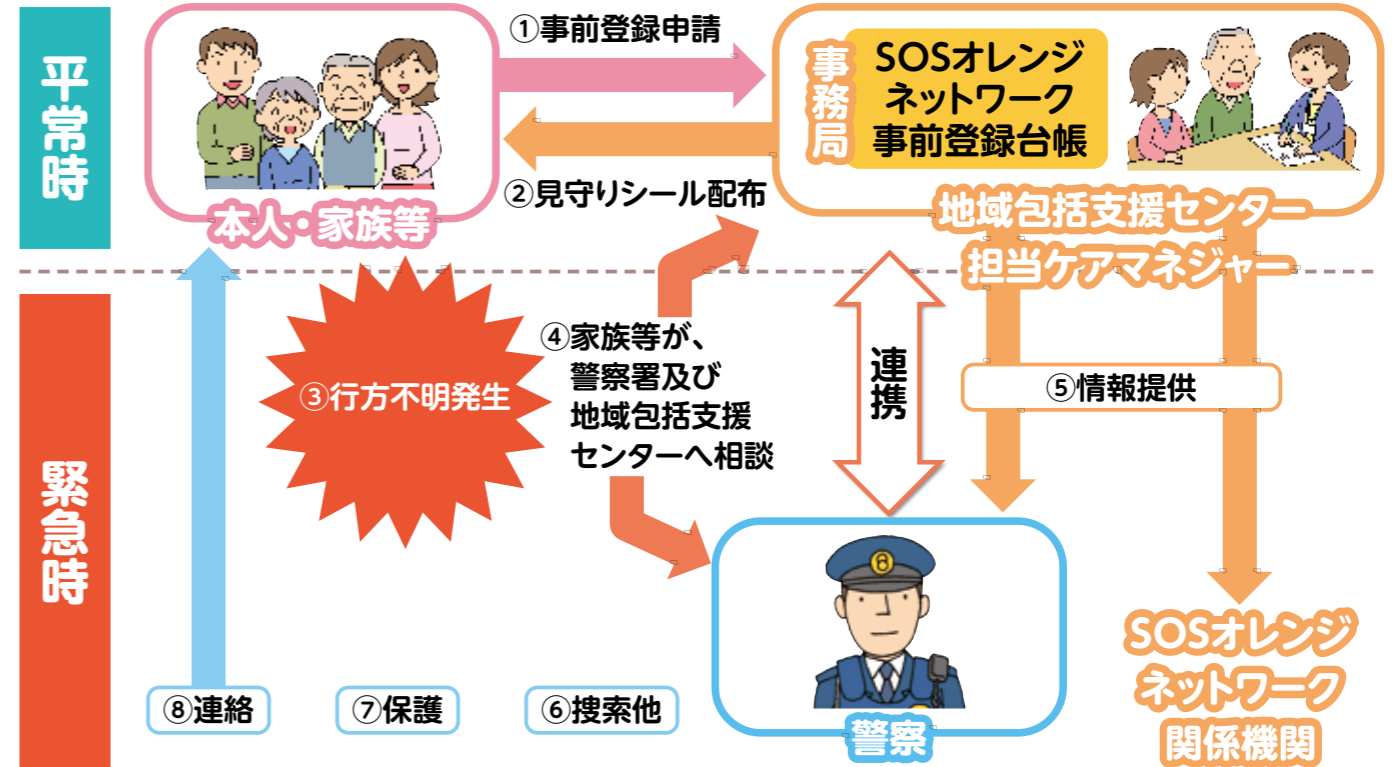 平常時
①事前登録申請
②見守りシール配布
本人・家族等
事務局
SOSオレンジ
ネットワーク
事前登録台帳
地域包括支援センター
担当ケアマネジャー
緊急時
③行方不明発生
④家族等が、
警察署及び
地域包括支援
センターへ相談
連携
⑤情報提供
警察
SOSオレンジ
ネットワーク
関係機関
⑥捜索他
⑦保護
⑧連絡